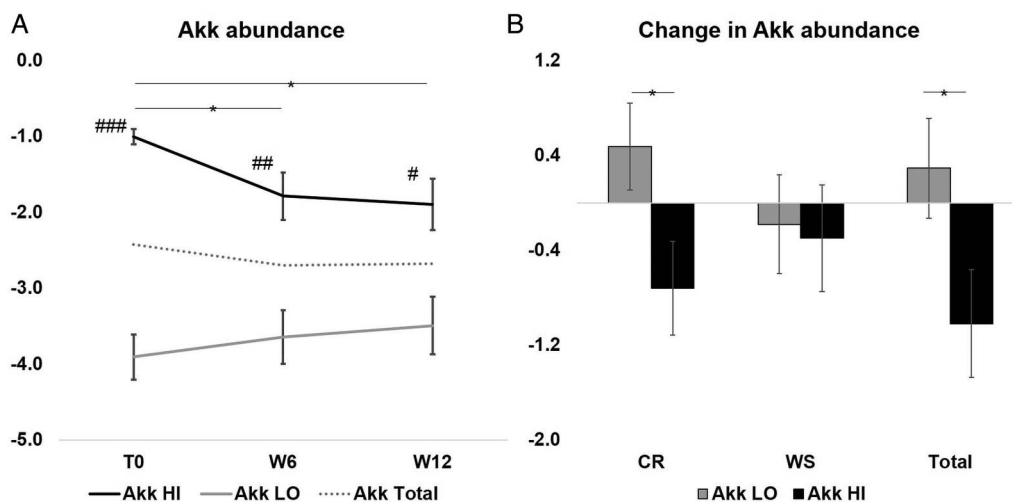 A
Akk abundance
0.0
-1.0
-2.0
-3.0
-4.0
-5.0
*
*
###
##
#
T0 W6 W12
Akk HI Akk LO Akk Total
B
Change in Akk abundance
1.2
0.4
-0.4
-1.2
-2.0
* *
CR WS Total
Akk LO Akk HI